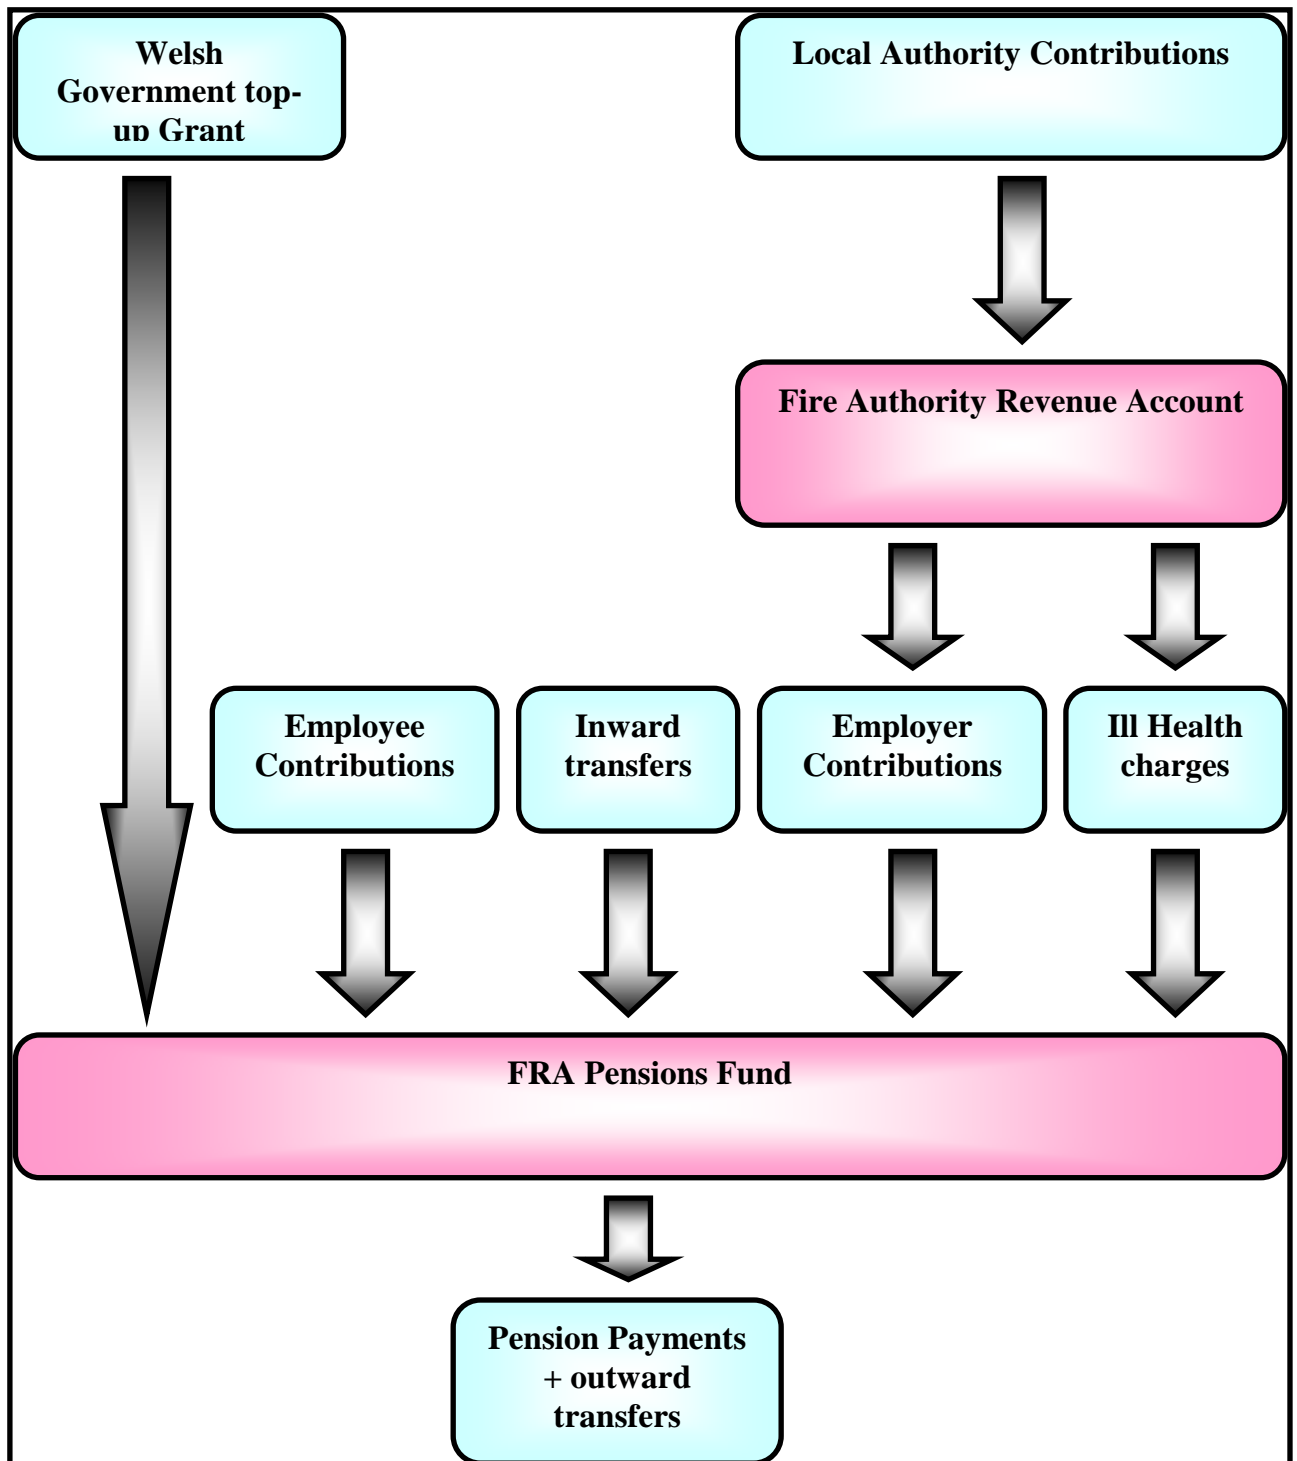 Welsh
Government top-
up Grant
Local Authority Contributions
Fire Authority Revenue Account
Employee
Contributions
Inward
transfers
Employer
Contributions
Ill Health
charges
FRA Pensions Fund
Pension Payments
+ outward
transfers